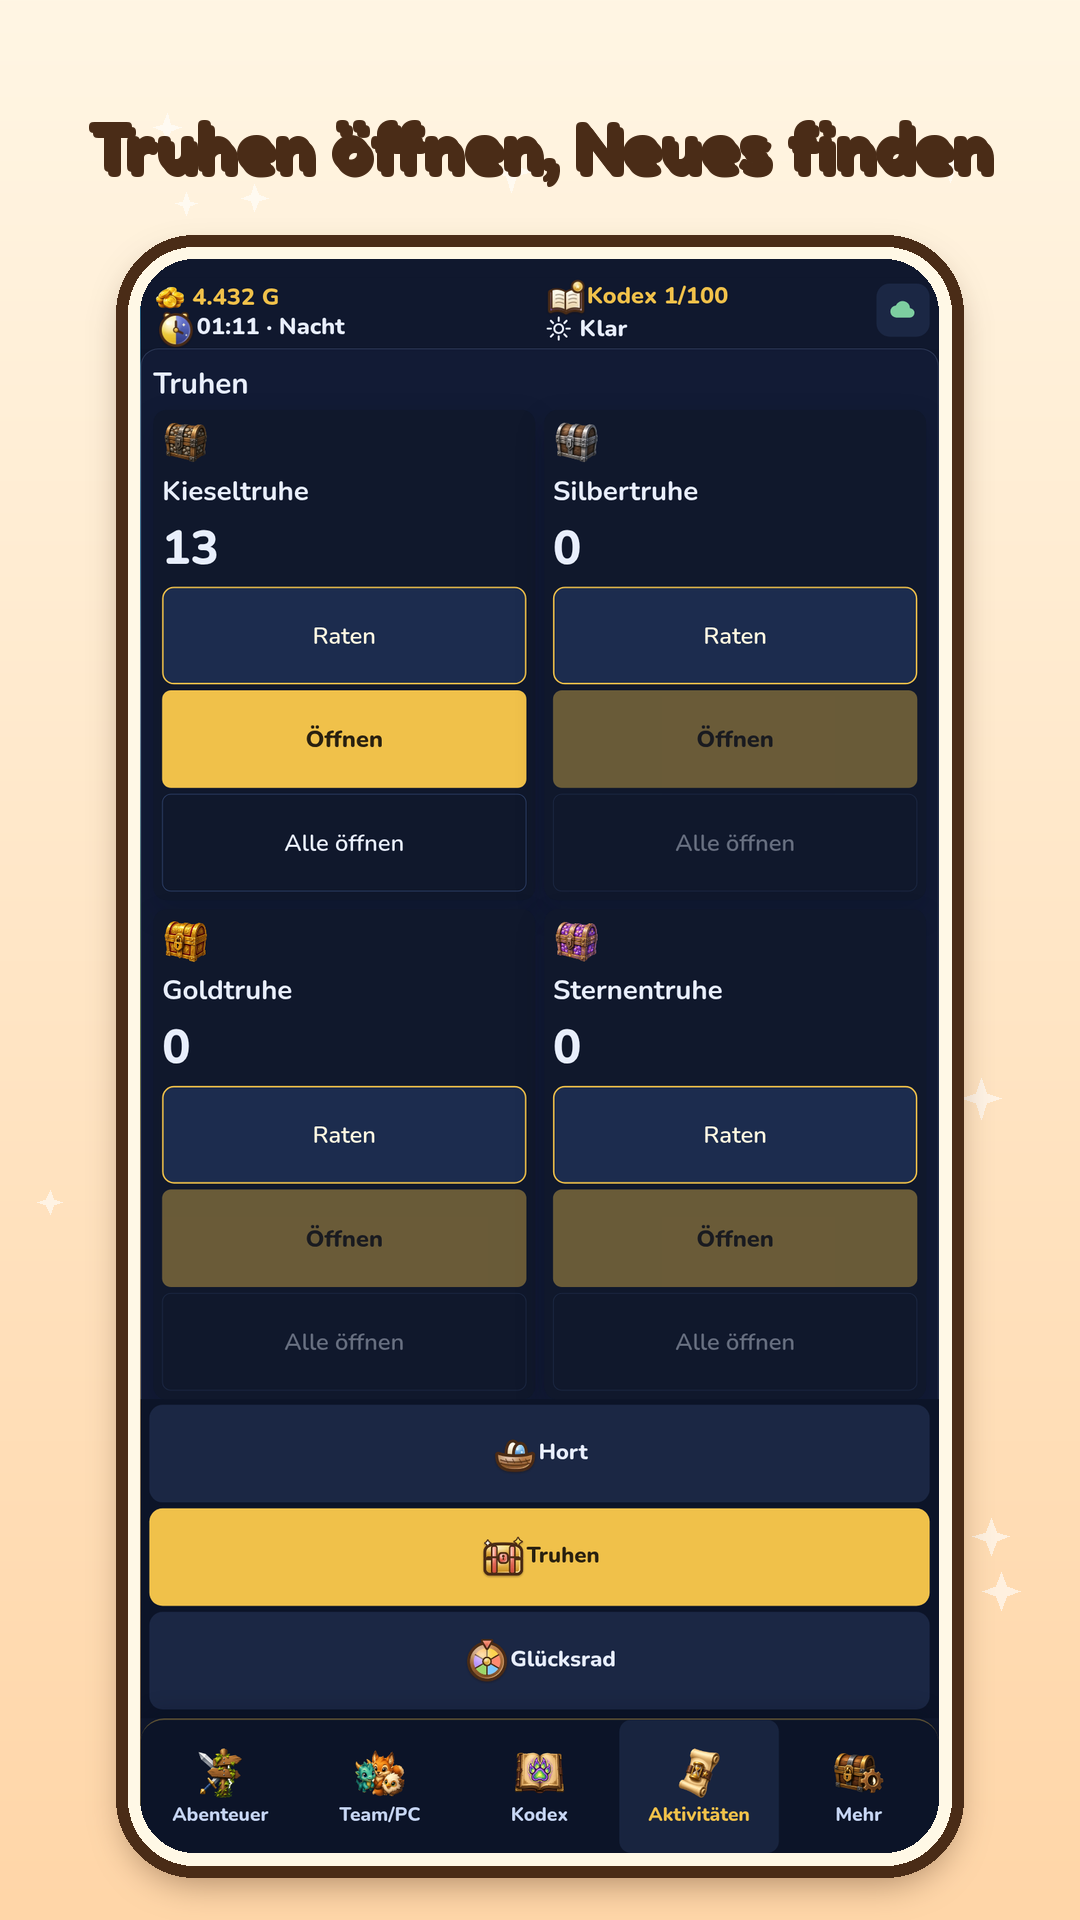 Truhen öffnen, Neues finden
4.432 G
Kodex 1/100
01:11 · Nacht
Klar
Truhen
Kieseltruhe
13
Raten
Öffnen
Alle öffnen
Silbertruhe
0
Raten
Öffnen
Alle öffnen
Goldtruhe
0
Raten
Öffnen
Alle öffnen
Sternentruhe
0
Raten
Öffnen
Alle öffnen
Hort
Truhen
Glücksrad
Abenteuer
Team/PC
Kodex
Aktivitäten
Mehr